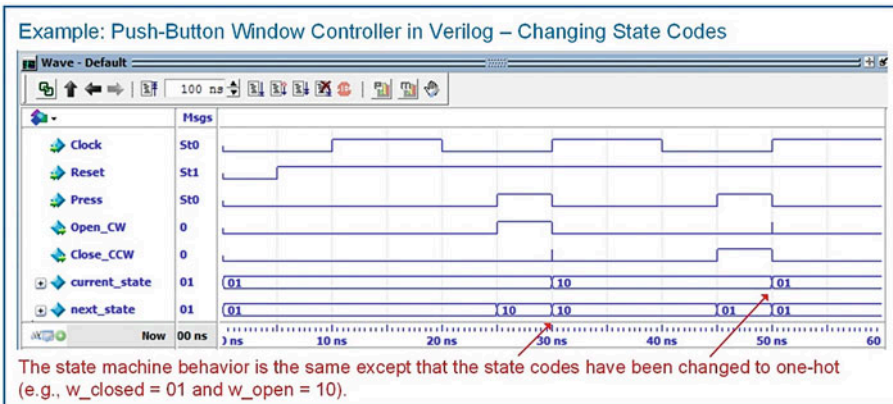 Example: Push-Button Window Controller in Verilog – Changing State Codes
Wave - Default
100 ns
Msgs
Clock St0
Reset St1
Press St0
Open_CW 0
Close_CCW 0
current_state 01 01 10 01
next_state 01 01 10 10 01 01
Now 00 ns ) ns 10 ns 20 ns 30 ns 40 ns 50 ns 60
The state machine behavior is the same except that the state codes have been changed to one-hot
(e.g., w_closed = 01 and w_open = 10).